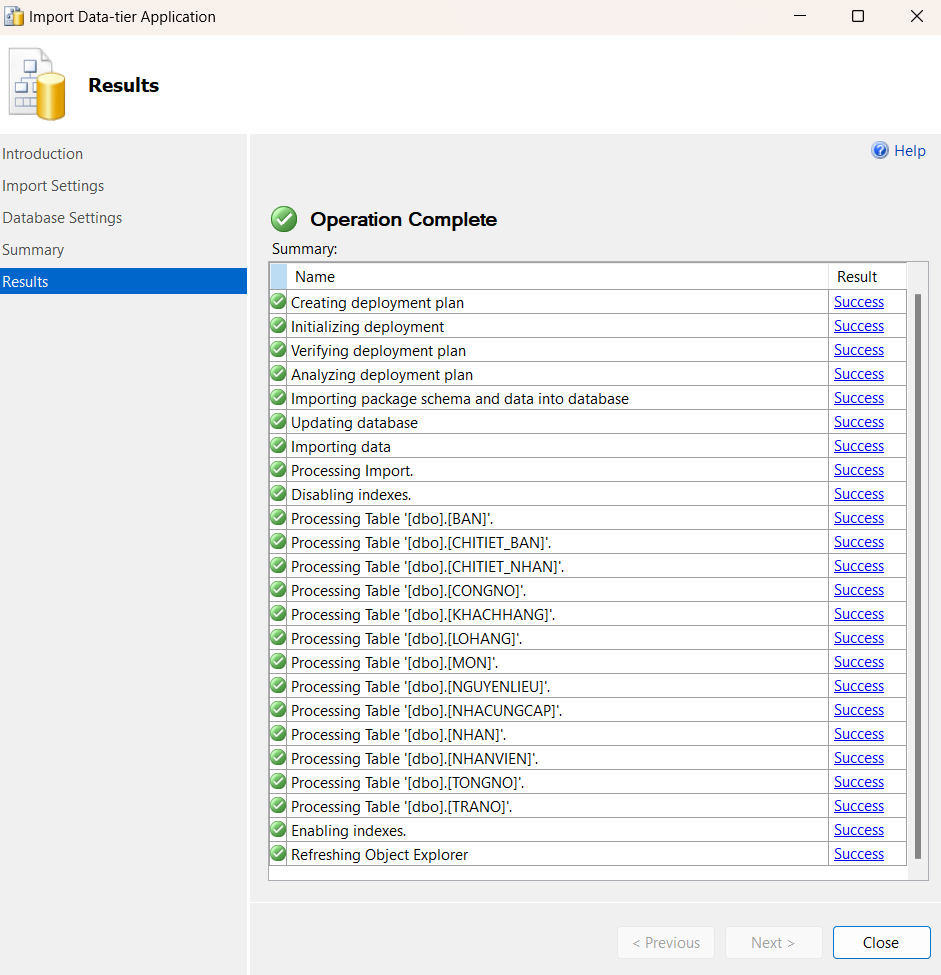 Import Data-tier Application
Results
Introduction
Import Settings
Database Settings
Summary
Results
Help
Operation Complete
Summary:
Name Result
Creating deployment plan Success
Initializing deployment Success
Verifying deployment plan Success
Analyzing deployment plan Success
Importing package schema and data into database Success
Updating database Success
Importing data Success
Processing Import. Success
Disabling indexes. Success
Processing Table '[dbo].[BAN]'. Success
Processing Table '[dbo].[CHITIET_BAN]'. Success
Processing Table '[dbo].[CHITIET_NHAN]'. Success
Processing Table '[dbo].[CONGNO]'. Success
Processing Table '[dbo].[KHACHHANG]'. Success
Processing Table '[dbo].[LOHANG]'. Success
Processing Table '[dbo].[MON]'. Success
Processing Table '[dbo].[NGUYENLIEU]'. Success
Processing Table '[dbo].[NHACUNGCAP]'. Success
Processing Table '[dbo].[NHAN]'. Success
Processing Table '[dbo].[NHANVIEN]'. Success
Processing Table '[dbo].[TONGNO]'. Success
Processing Table '[dbo].[TRANO]'. Success
Enabling indexes. Success
Refreshing Object Explorer Success
< Previous Next > Close